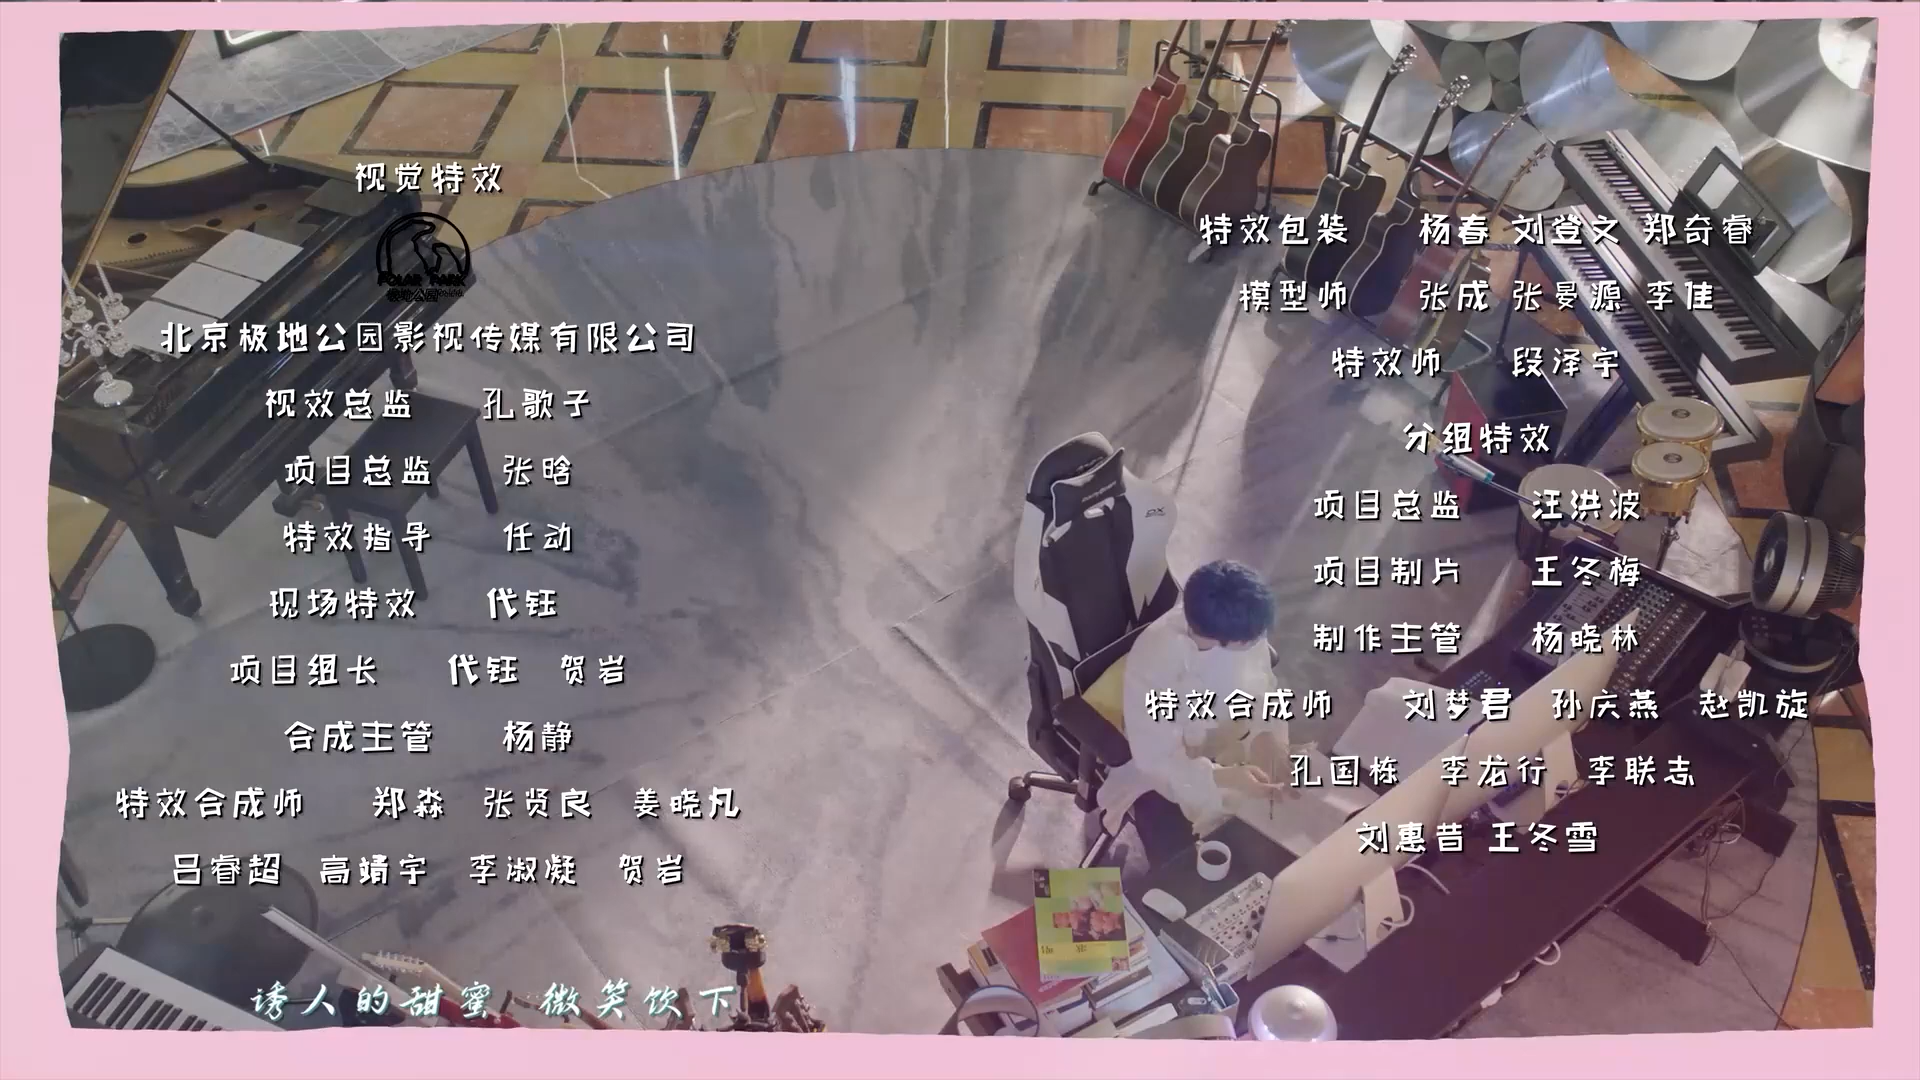 视觉特效
POLAR PARK
极地公园
北京极地公园影视传媒有限公司
视效总监 孔歌子
项目总监 张晗
特效指导 任动
现场特效 代钰
项目组长 代钰 贺岩
合成主管 杨静
特效合成师 郑淼 张贤良 姜晓凡
吕睿超 高靖宇 李淑凝 贺岩
特效包装 杨春 刘登文 郑奇睿
模型师 张成 张晏源 李佳
特效师 段泽宇
分组特效
项目总监 汪洪波
项目制片 王冬梅
制作主管 杨晓林
特效合成师 刘梦君 孙庆燕 赵凯旋
孔国栋 李龙行 李联志
刘惠昔 王冬雪
诱人的甜蜜 微笑饮下